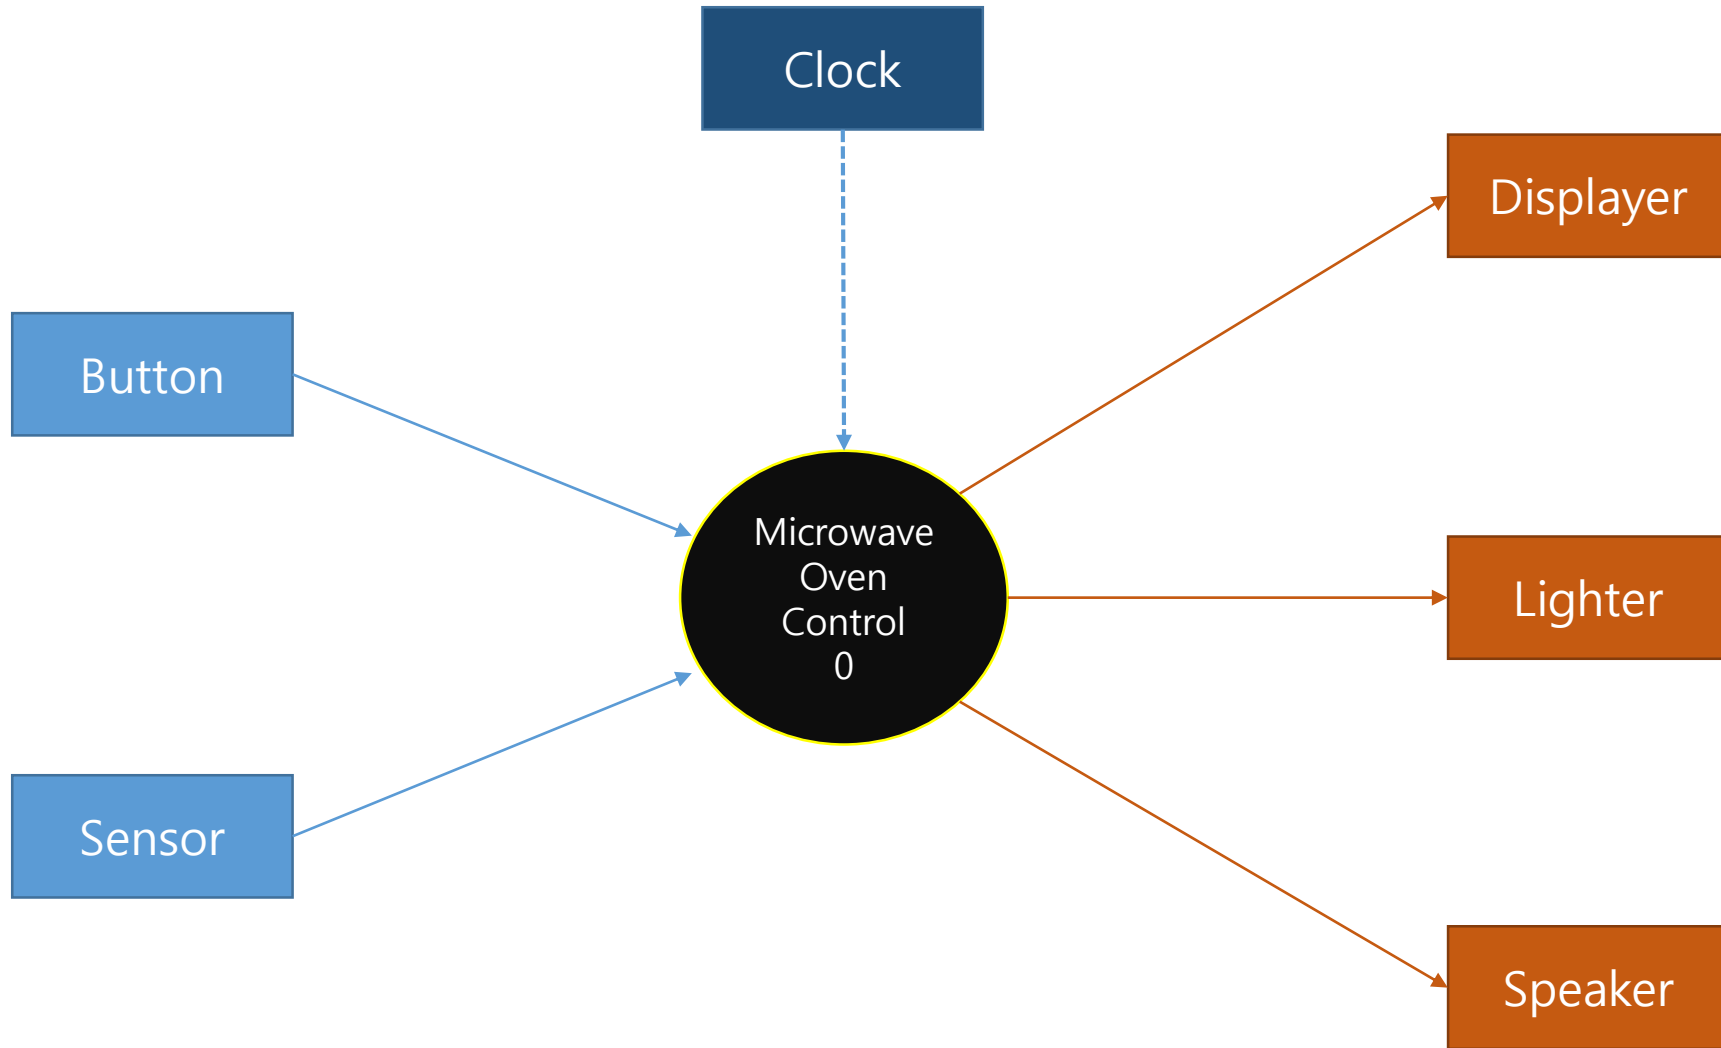 Clock
Displayer
Button
Microwave
Oven
Control
0
Lighter
Sensor
Speaker